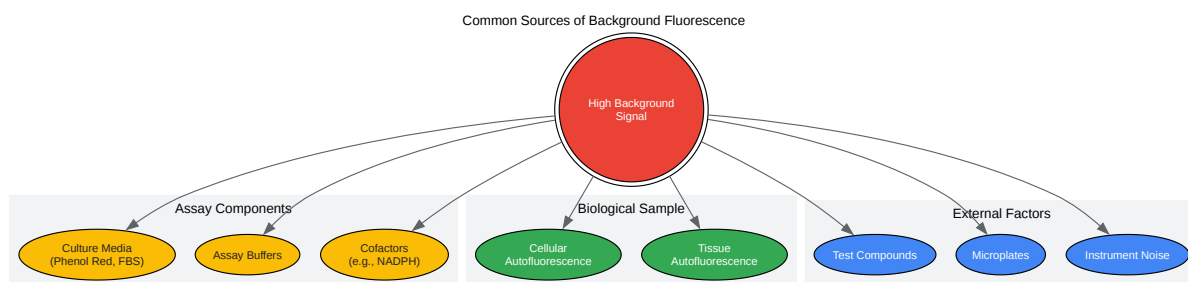 Common Sources of Background Fluorescence
High Background
Signal
Assay Components
Biological Sample
External Factors
Culture Media
(Phenol Red, FBS)
Assay Buffers
Cofactors
(e.g., NADPH)
Cellular
Autofluorescence
Tissue
Autofluorescence
Test Compounds
Microplates
Instrument Noise